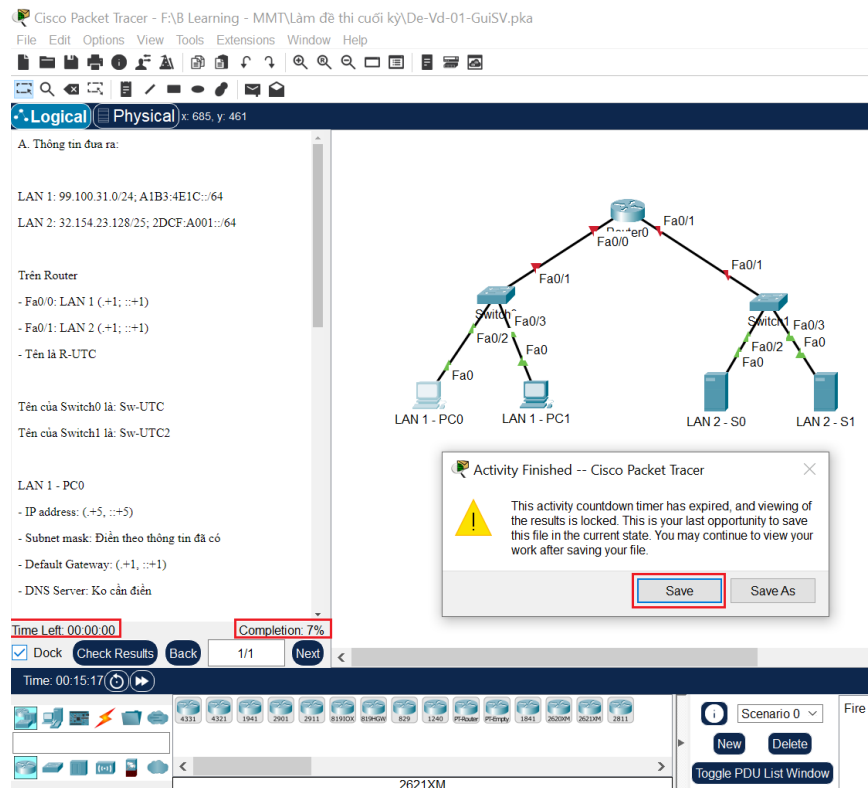 Cisco Packet Tracer - F:\B Learning - MMT\Làm đề thi cuối kỳ\De-Vd-01-GuiSV.pka
File Edit Options View Tools Extensions Window Help
Logical Physical x: 685, y: 461
A. Thông tin đưa ra:
LAN 1: 99.100.31.0/24; A1B3:4E1C::/64
LAN 2: 32.154.23.128/25; 2DCF:A001::/64
Trên Router
- Fa0/0: LAN 1 (.+1; ::+1)
- Fa0/1: LAN 2 (.+1; ::+1)
- Tên là R-UTC
Tên của Switch0 là: Sw-UTC
Tên của Switch1 là: Sw-UTC2
LAN 1 - PC0
- IP address: (.+5, ::+5)
- Subnet mask: Điền theo thông tin đã có
- Default Gateway: (.+1, ::+1)
- DNS Server: Ko cần điền
Router0
Fa0/0
Fa0/1
Fa0/1
Fa0/1
Switch0
Fa0/3
Fa0/2
Fa0
Fa0
LAN 1 - PC0
LAN 1 - PC1
Switch1
Fa0/3
Fa0/2
Fa0
Fa0
LAN 2 - S0
LAN 2 - S1
Activity Finished -- Cisco Packet Tracer
This activity countdown timer has expired, and viewing of
the results is locked. This is your last opportunity to save
this file in the current state. You may continue to view your
work after saving your file.
Save Save As
Time Left: 00:00:00 Completion: 7%
Dock Check Results Back 1/1 Next
Time: 00:15:17
4331 4321 1941 2901 2911 819IOX 819HGW 829 1240 PT-Router PT-Empty 1841 2620XM 2621XM 2811
2621XM
Scenario 0
New Delete
Toggle PDU List Window
Fire